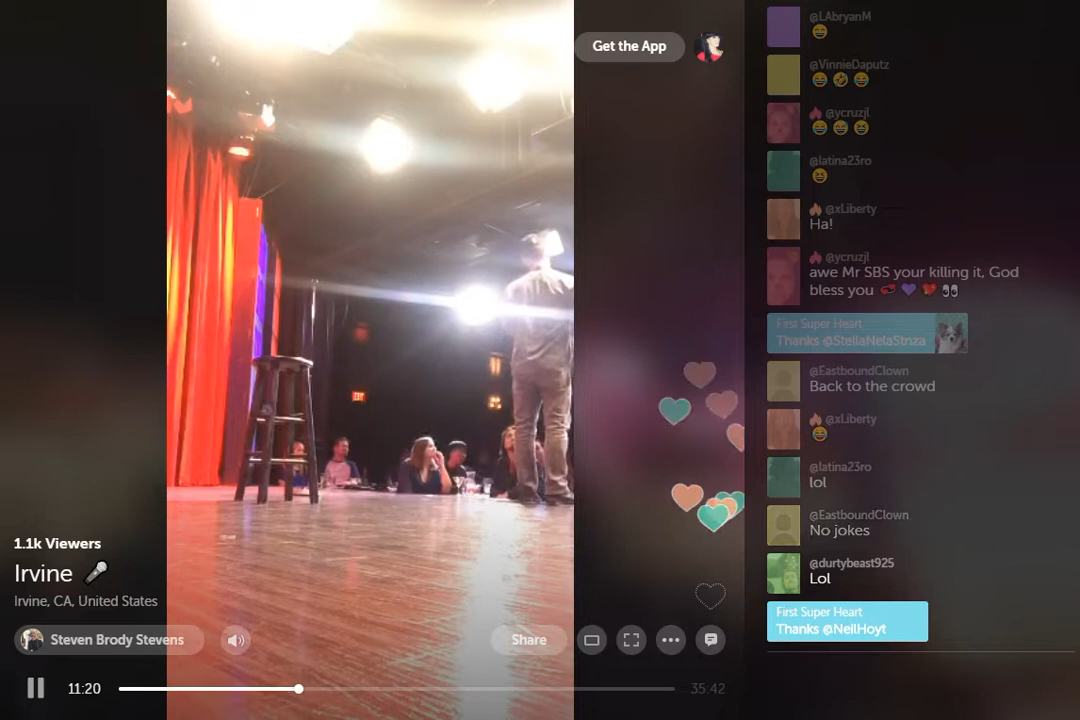 Get the App
1.1k Viewers
Irvine
Irvine, CA, United States
Steven Brody Stevens
Share
11:20
35:42
@LAbryanM
@VinnieDaputz
@ycruzjl
@latina23ro
@xLiberty
Ha!
@ycruzjl
awe Mr SBS your killing it, God
bless you
First Super Heart
Thanks @StellaNelaStnza
@EastboundClown
Back to the crowd
@xLiberty
@latina23ro
lol
@EastboundClown
No jokes
@durtybeast925
Lol
First Super Heart
Thanks @NeilHoyt